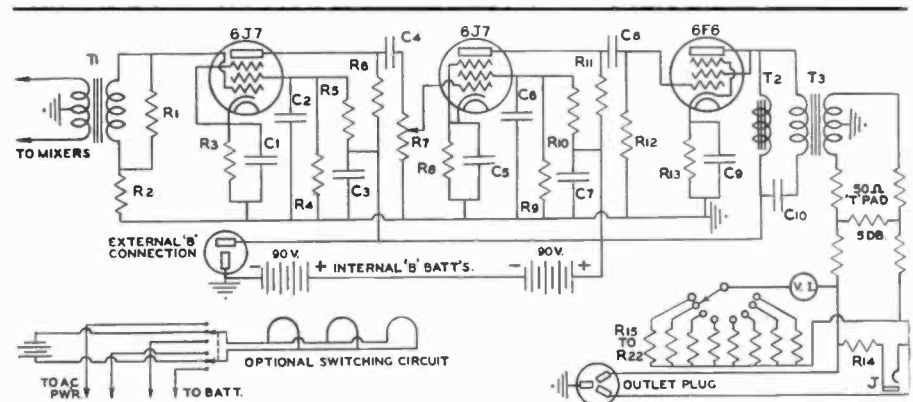 6J7
6J7
6F6
T1
R1
R2
R3
C1
C2
R4
R5
C3
R6
C4
R7
R8
C5
C6
R9
R10
C7
R11
C8
R12
R13
C9
T2
T3
C10
TO MIXERS
50Ω
'T' PAD
5 DB.
EXTERNAL 'B'
CONNECTION
90 V.
- + INTERNAL 'B' BATT'S. - +
90 V.
V. I.
R15
TO
R22
R14
J
OUTLET PLUG
OPTIONAL SWITCHING CIRCUIT
TO AC
PWR.
TO BATT.